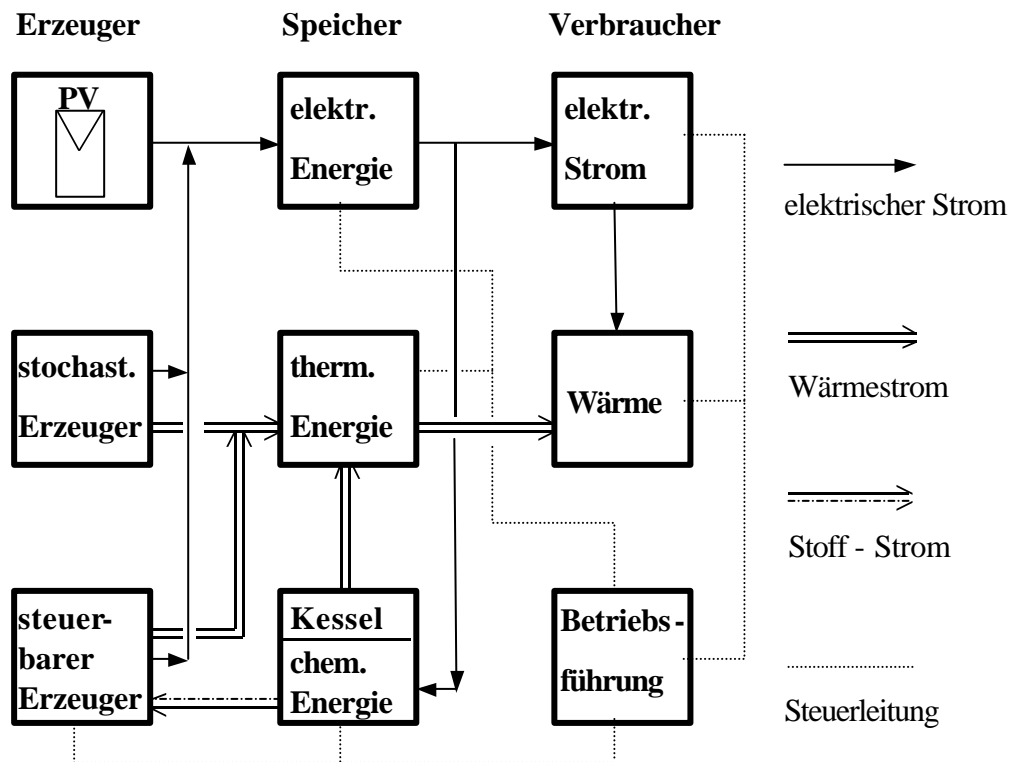 Erzeuger
Speicher
Verbraucher
PV
elektr.
Energie
elektr.
Strom
elektrischer Strom
stochast.
Erzeuger
therm.
Energie
Wärme
Wärmestrom
Stoff - Strom
steuer-
barer
Erzeuger
Kessel
chem.
Energie
Betriebs-
führung
Steuerleitung